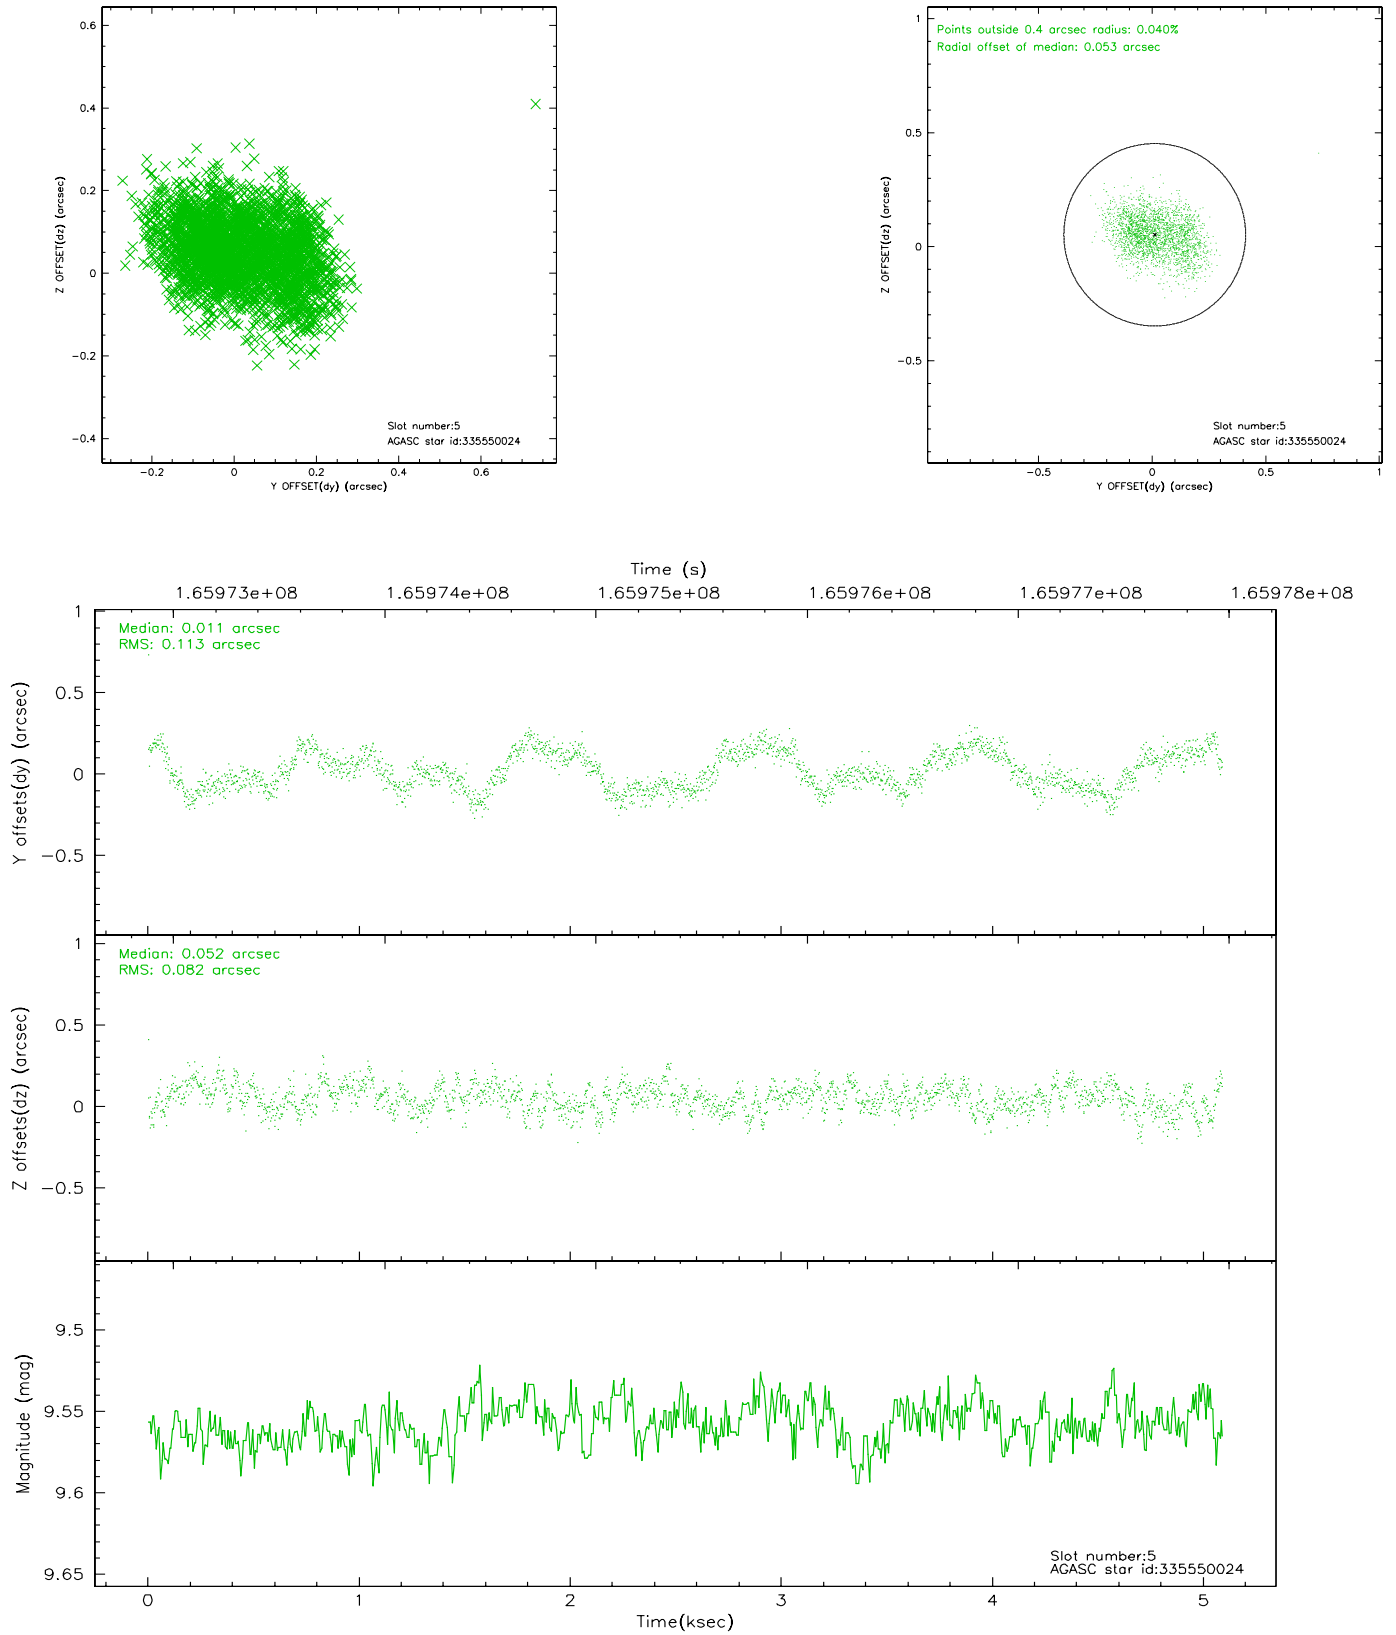 0.6
0.4
0.2
0
−0.2
−0.4
Z OFFSET(dz) (arcsec)
Slot number:5
AGASC star id:335550024
−0.2 0 0.2 0.4 0.6
Y OFFSET(dy) (arcsec)
1
0.5
0
−0.5
Z OFFSET(dz) (arcsec)
Points outside 0.4 arcsec radius: 0.040%
Radial offset of median: 0.053 arcsec
Slot number:5
AGASC star id:335550024
−0.5 0 0.5 1
Y OFFSET(dy) (arcsec)
Time (s)
1.65973e+08 1.65974e+08 1.65975e+08 1.65976e+08 1.65977e+08 1.65978e+08
1
0.5
0
−0.5
Y offsets(dy) (arcsec)
Median: 0.011 arcsec
RMS: 0.113 arcsec
1
0.5
0
−0.5
Z offsets(dz) (arcsec)
Median: 0.052 arcsec
RMS: 0.082 arcsec
9.5
9.55
9.6
9.65
Magnitude (mag)
Slot number:5
AGASC star id:335550024
0 1 2 3 4 5
Time(ksec)